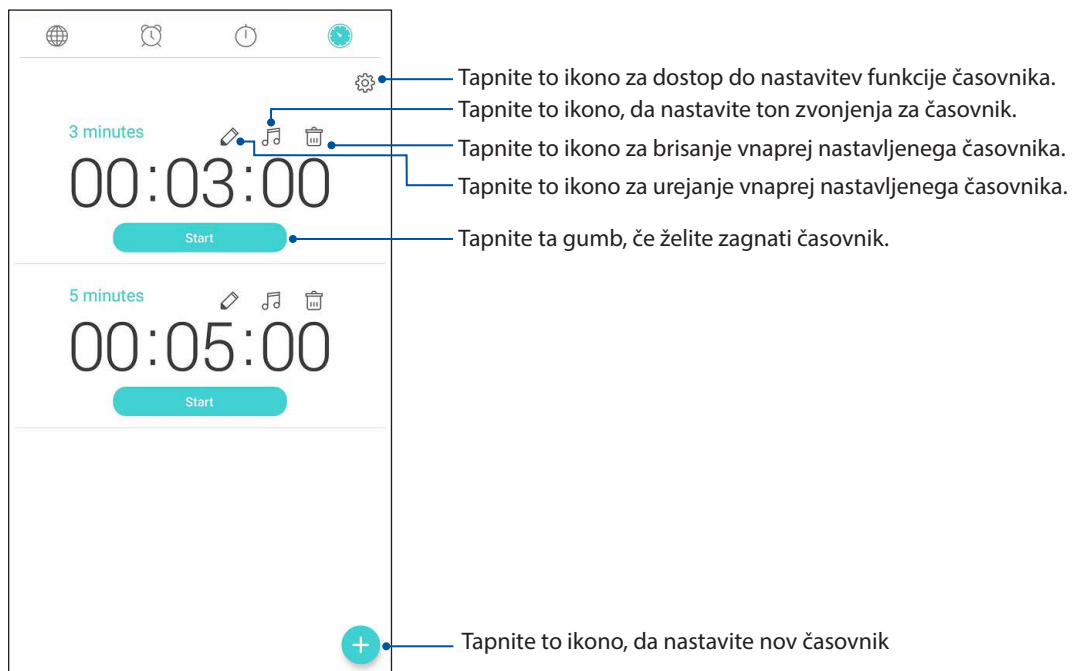 Tapnite to ikono za dostop do nastavitev funkcije časovnika.
Tapnite to ikono, da nastavite ton zvonjenja za časovnik.
3 minutes
Tapnite to ikono za brisanje vnaprej nastavljenega časovnika.
00:03:00
Tapnite to ikono za urejanje vnaprej nastavljenega časovnika.
Start
Tapnite ta gumb, če želite zagnati časovnik.
5 minutes
00:05:00
Start
Tapnite to ikono, da nastavite nov časovnik